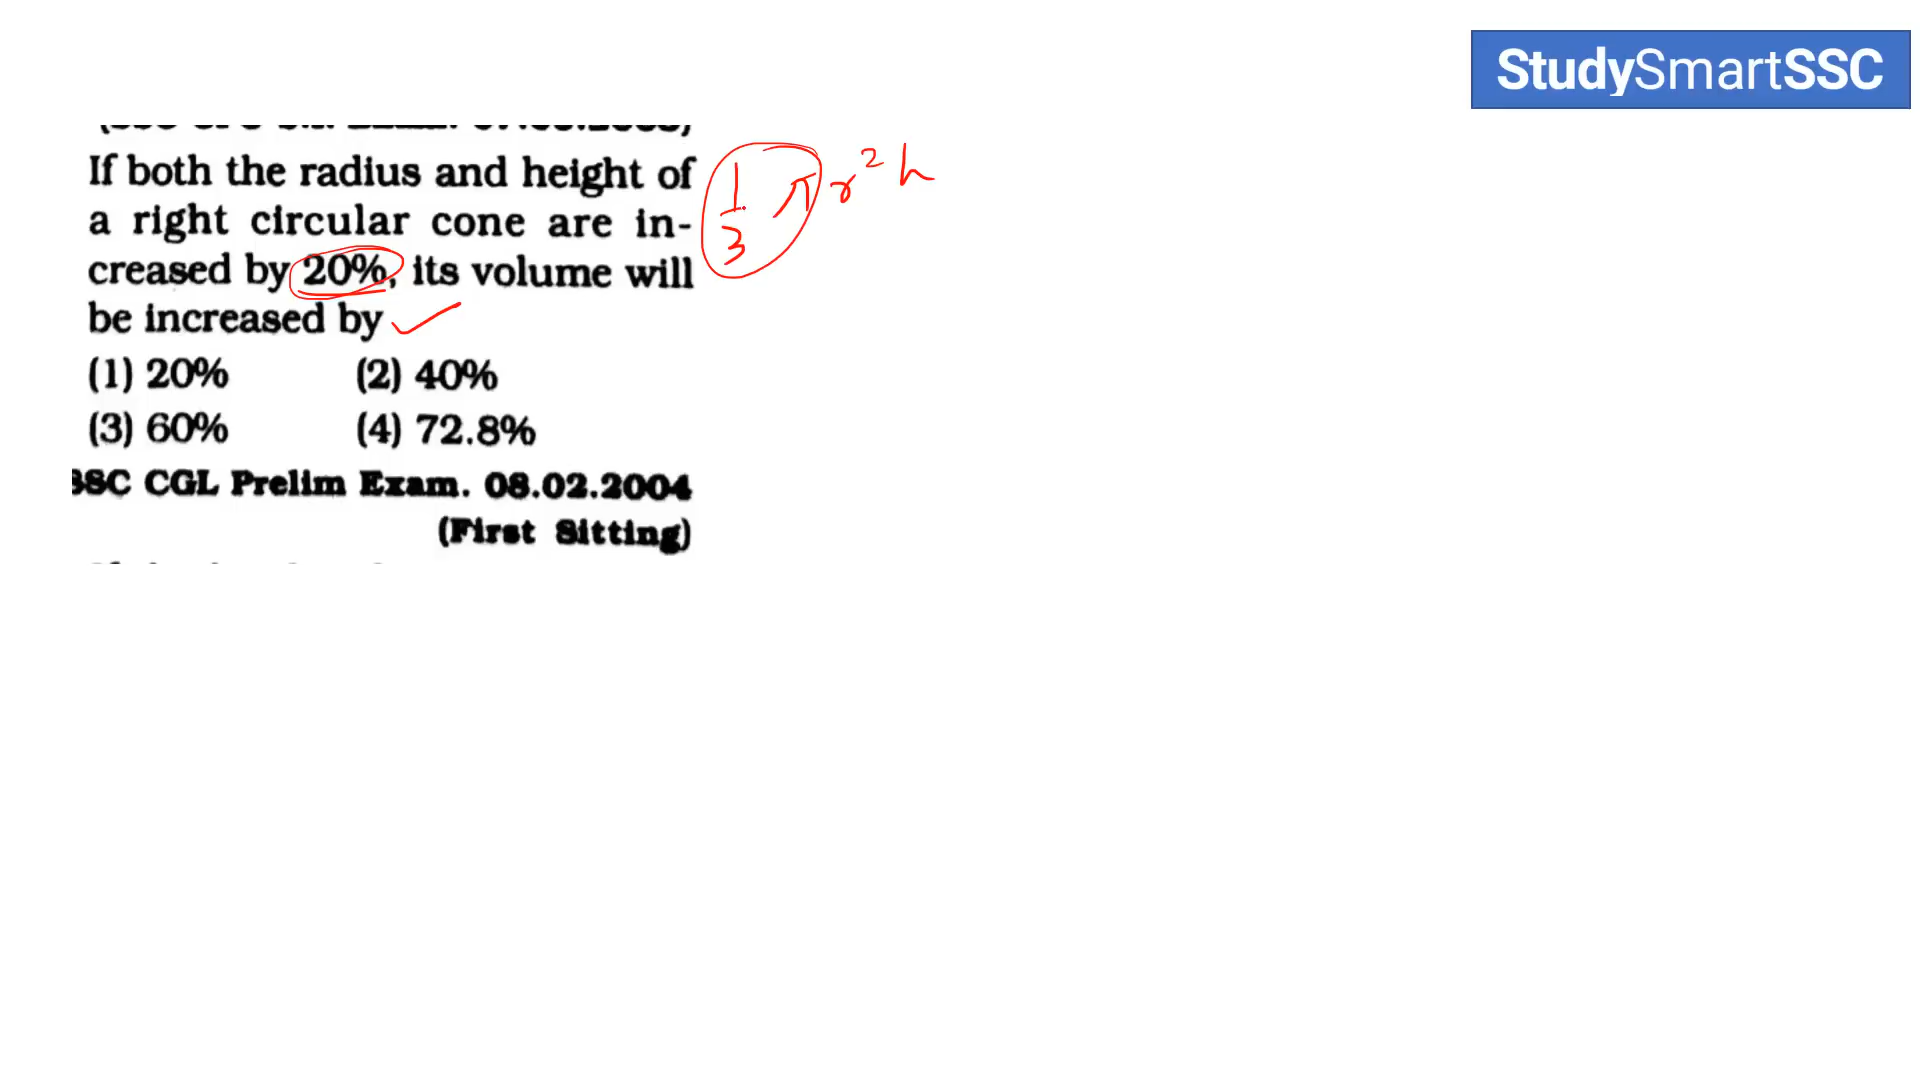 StudySmartSSC
If both the radius and height of
a right circular cone are in-
creased by 20%, its volume will
be increased by
(1) 20% (2) 40%
(3) 60% (4) 72.8%
SSC CGL Prelim Exam. 08.02.2004
(First Sitting)
1/3 π r² h